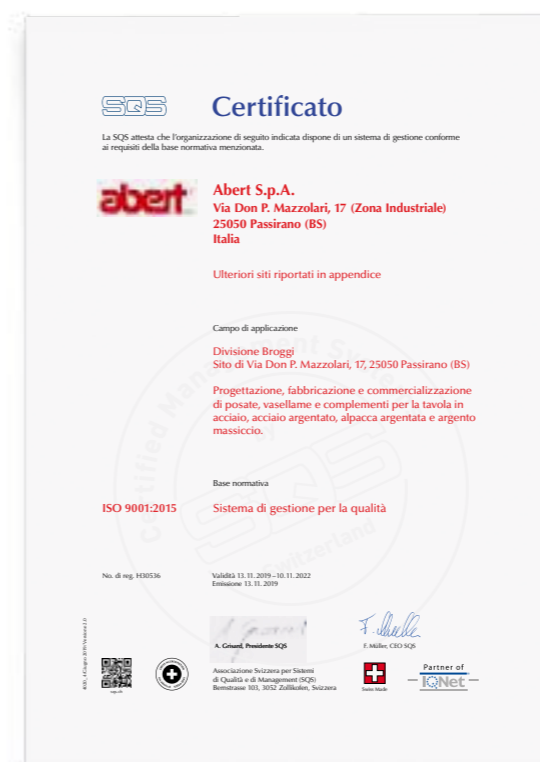 SQS
Certificato
La SQS attesta che l'organizzazione di seguito indicata dispone di un sistema di gestione conforme
ai requisiti della base normativa menzionata.
abert
Abert S.p.A.
Via Don P. Mazzolari, 17 (Zona Industriale)
25050 Passirano (BS)
Italia
Ulteriori siti riportati in appendice
Campo di applicazione
Divisione Broggi
Sito di Via Don P. Mazzolari, 17, 25050 Passirano (BS)
Progettazione, fabbricazione e commercializzazione
di posate, vasellame e complementi per la tavola in
acciaio, acciaio argentato, alpacca argentata e argento
massiccio.
Certified Management System
by
SQS
Switzerland
Base normativa
ISO 9001:2015
Sistema di gestione per la qualità
No. di reg. H30536
Validità 13. 11. 2019 – 10. 11. 2022
Emissione 13. 11. 2019
A. Grisard, Presidente SQS
F. Müller, CEO SQS
sqs.ch
Associazione Svizzera per Sistemi
di Qualità e di Management (SQS)
Bernstrasse 103, 3052 Zollikofen, Svizzera
Swiss Made
Partner of
IQNet